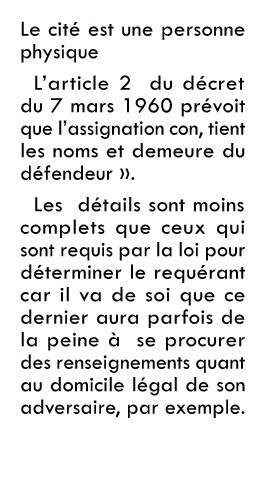 Le cité est une personne
physique
L'article 2 du décret
du 7 mars 1960 prévoit
que l'assignation con, tient
les noms et demeure du
défendeur ».
Les détails sont moins
complets que ceux qui
sont requis par la loi pour
déterminer le requérant
car il va de soi que ce
dernier aura parfois de
la peine à se procurer
des renseignements quant
au domicile légal de son
adversaire, par exemple.